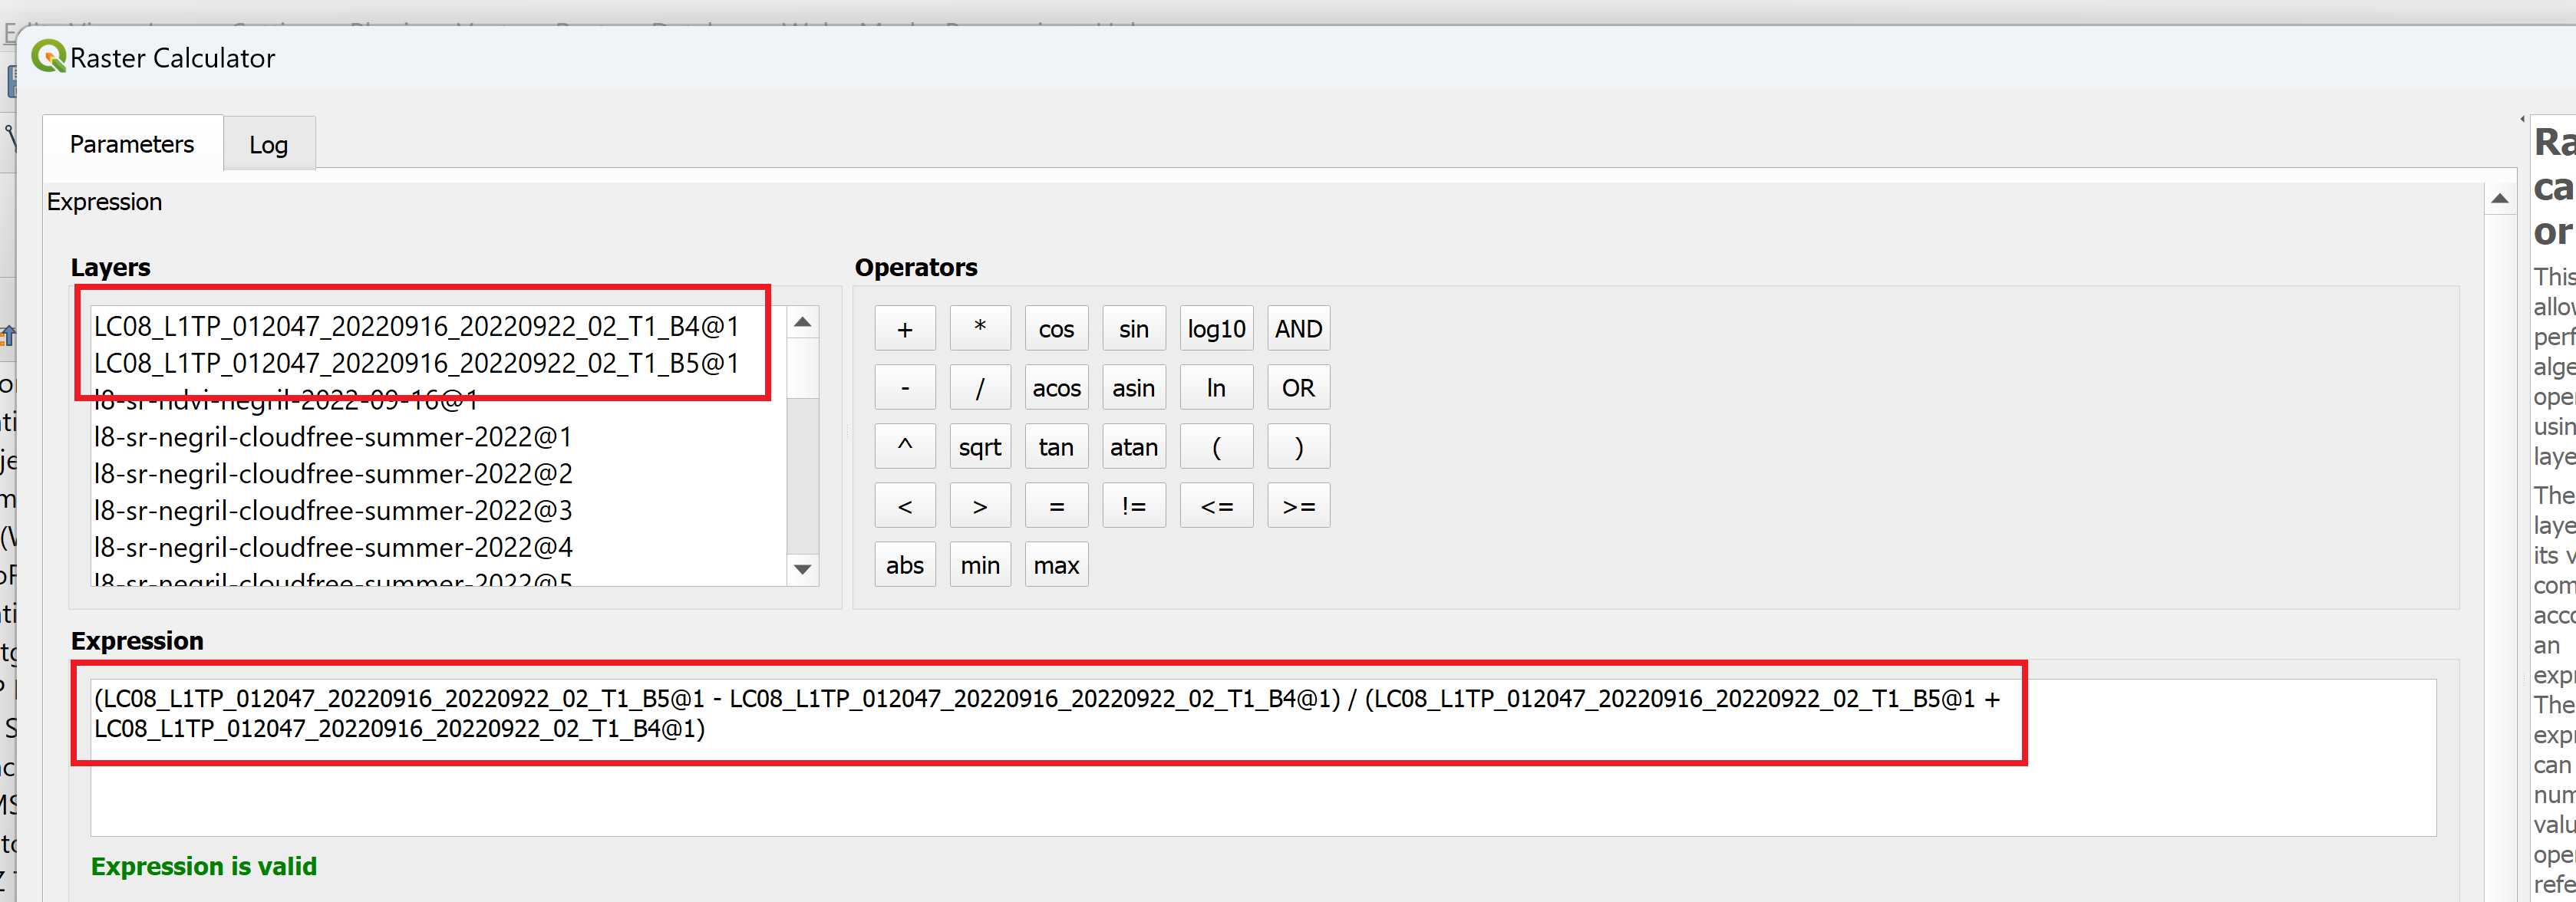 Raster Calculator
Parameters
Log
Expression
Layers
Operators
LC08_L1TP_012047_20220916_20220922_02_T1_B4@1
LC08_L1TP_012047_20220916_20220922_02_T1_B5@1
l8-sr-ndvi-negril-2022-09-16@1
l8-sr-negril-cloudfree-summer-2022@1
l8-sr-negril-cloudfree-summer-2022@2
l8-sr-negril-cloudfree-summer-2022@3
l8-sr-negril-cloudfree-summer-2022@4
l8-sr-negril-cloudfree-summer-2022@5
+ * cos sin log10 AND
- / acos asin ln OR
^ sqrt tan atan ( )
< > = != <= >=
abs min max
Expression
(LC08_L1TP_012047_20220916_20220922_02_T1_B5@1 - LC08_L1TP_012047_20220916_20220922_02_T1_B4@1) / (LC08_L1TP_012047_20220916_20220922_02_T1_B5@1 +
LC08_L1TP_012047_20220916_20220922_02_T1_B4@1)
Expression is valid
Ra
ca
or
This
allow
perf
alge
oper
usin
laye
The
laye
its v
com
acco
an
expr
The
expr
can
num
valu
oper
refe